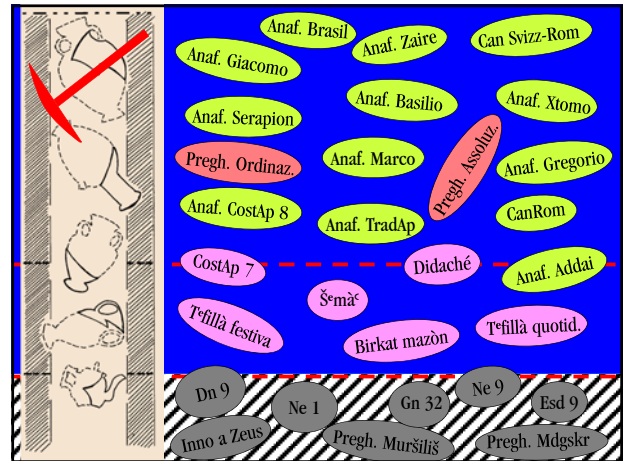 Anaf. Brasil
Anaf. Zaire
Can Svizz-Rom
Anaf. Giacomo
Anaf. Basilio
Anaf. Xtomo
Anaf. Serapion
Pregh. Ordinaz.
Anaf. Marco
Pregh. Assoluz.
Anaf. Gregorio
Anaf. CostAp 8
Anaf. TradAp
CanRom
CostAp 7
Didaché
Anaf. Addai
Šᵉmàᶜ
Tᵉfillà festiva
Birkat mazòn
Tᵉfillà quotid.
Dn 9
Ne 1
Gn 32
Ne 9
Esd 9
Inno a Zeus
Pregh. Muršiliš
Pregh. Mdgskr